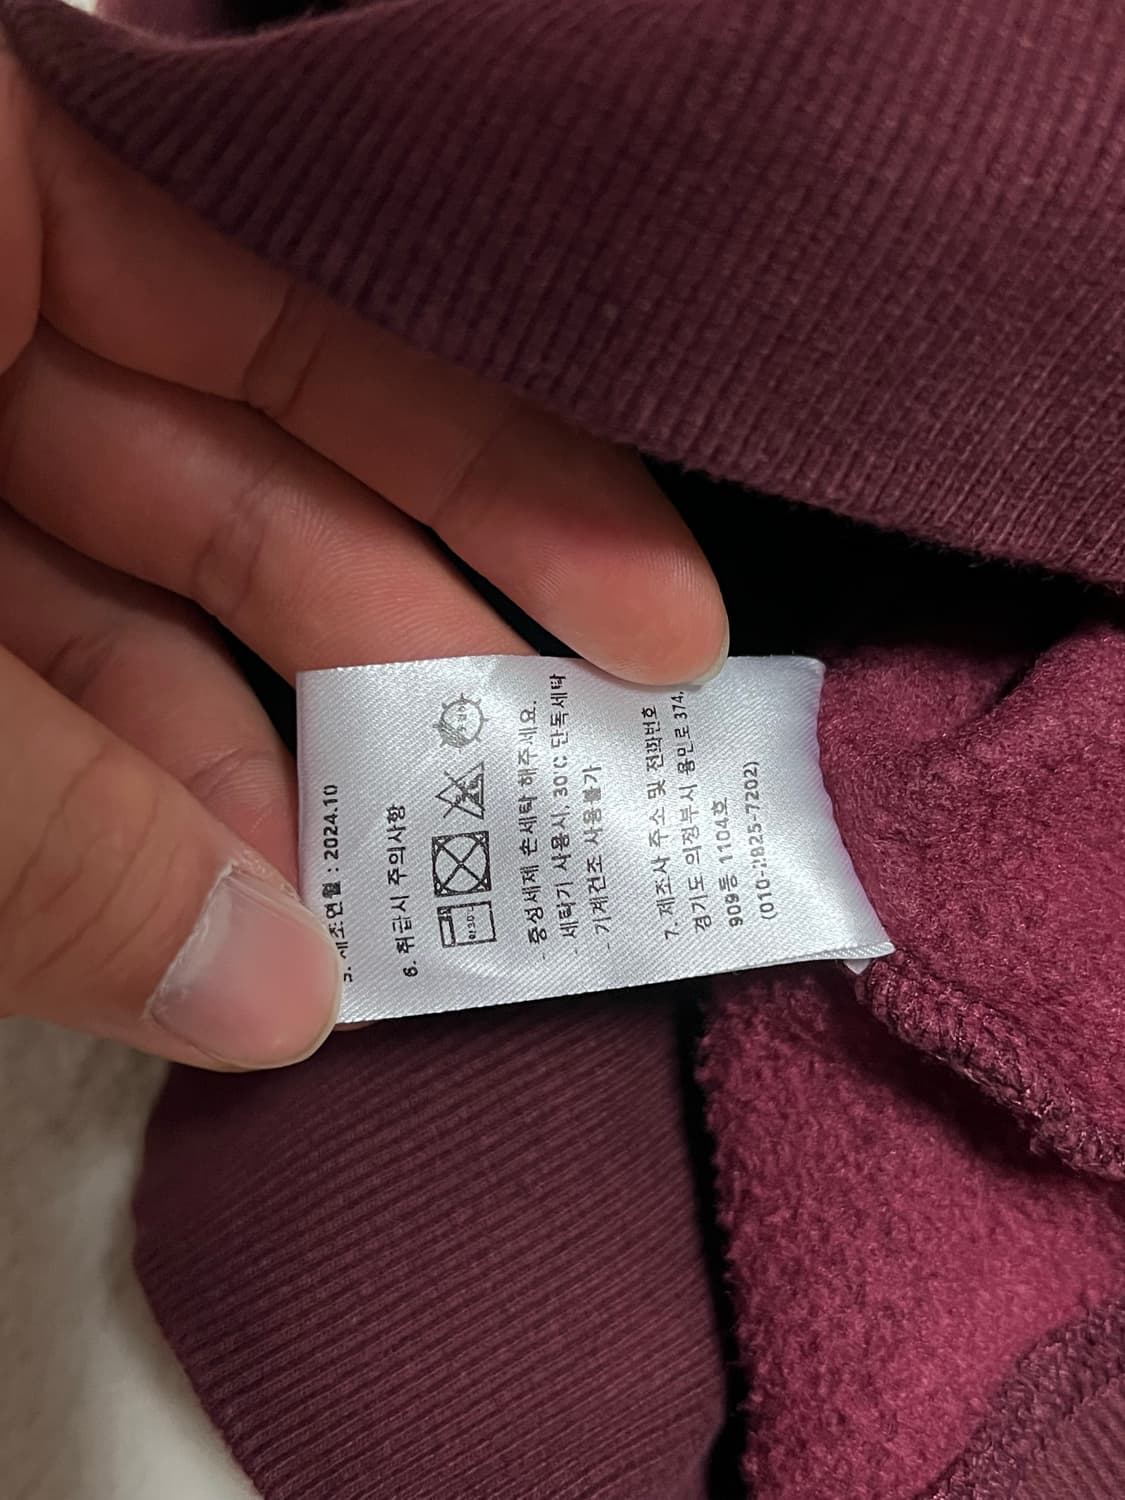 5. 제조연월 : 2024.10
6. 취급시 주의사항
약30℃
- 중성세제 손세탁 해주세요.
- 세탁기 사용시, 30℃ 단독세탁
- 기계건조 사용불가
7. 제조사 주소 및 전화번호
경기도 의정부시 용민로 374,
909동 1104호
(010-2825-7202)